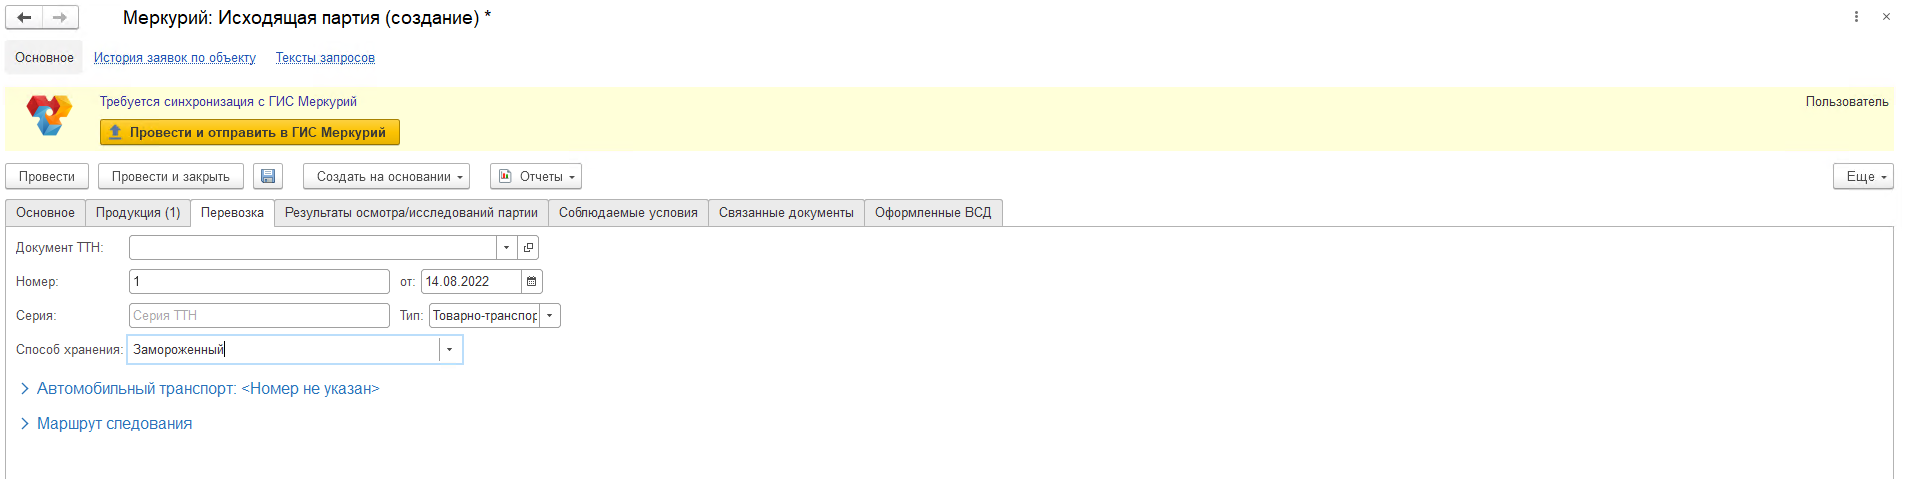 Меркурий: Исходящая партия (создание) *
Основное История заявок по объекту Тексты запросов
Требуется синхронизация с ГИС Меркурий Пользователь
Провести и отправить в ГИС Меркурий
Провести Провести и закрыть Создать на основании Отчеты Еще
Основное Продукция (1) Перевозка Результаты осмотра/исследований партии Соблюдаемые условия Связанные документы Оформленные ВСД
Документ ТТН:
Номер: 1 от: 14.08.2022
Серия: Серия ТТН Тип: Товарно-транспор
Способ хранения: Замороженный
Автомобильный транспорт: <Номер не указан>
Маршрут следования